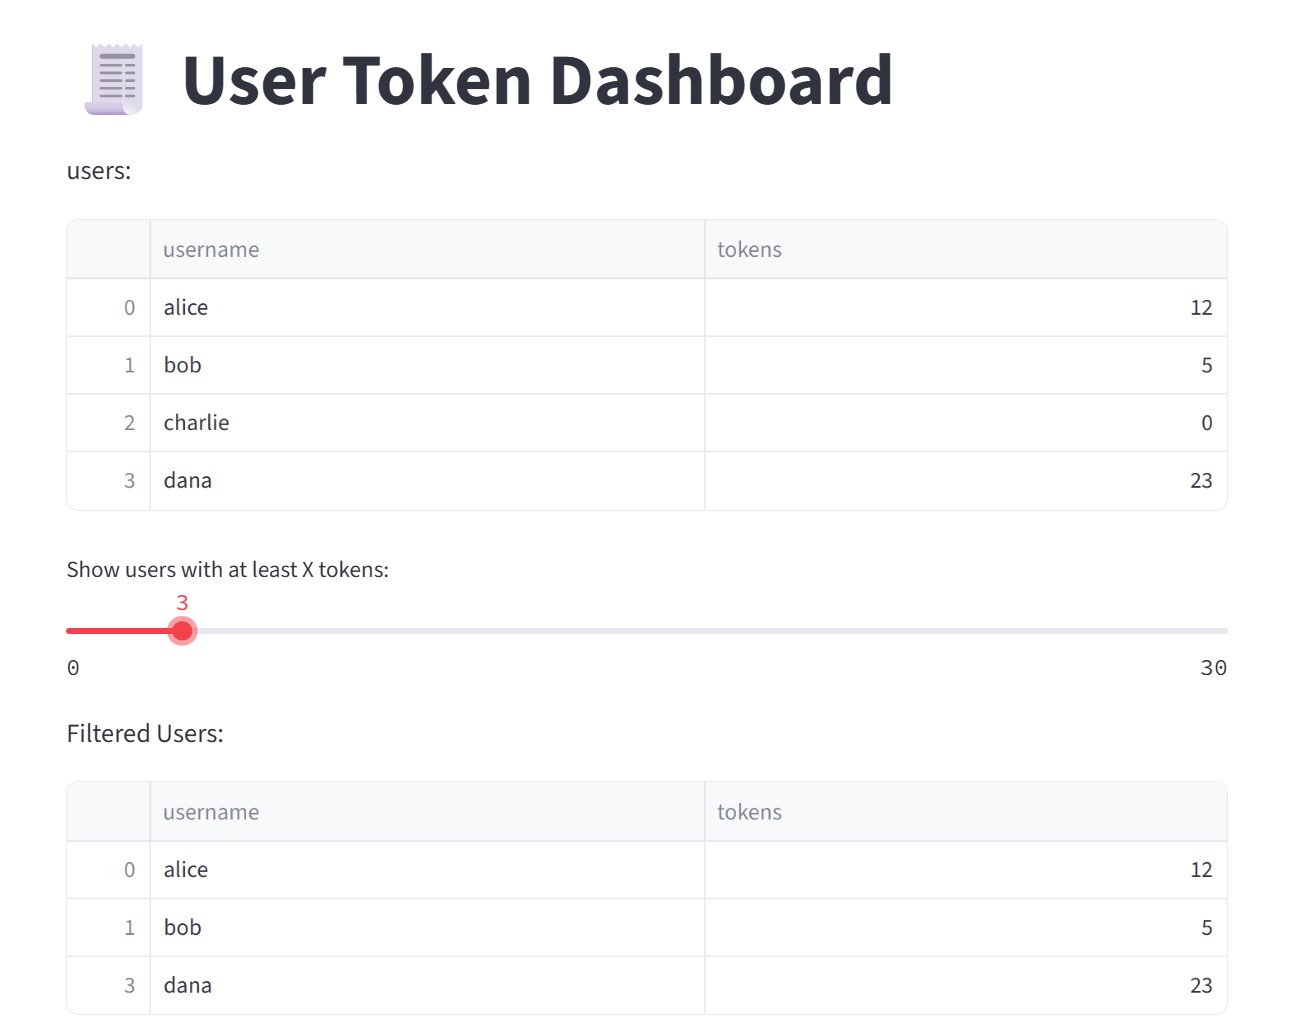 User Token Dashboard
users:
username tokens
0 alice 12
1 bob 5
2 charlie 0
3 dana 23
Show users with at least X tokens:
3
0 30
Filtered Users:
username tokens
0 alice 12
1 bob 5
3 dana 23